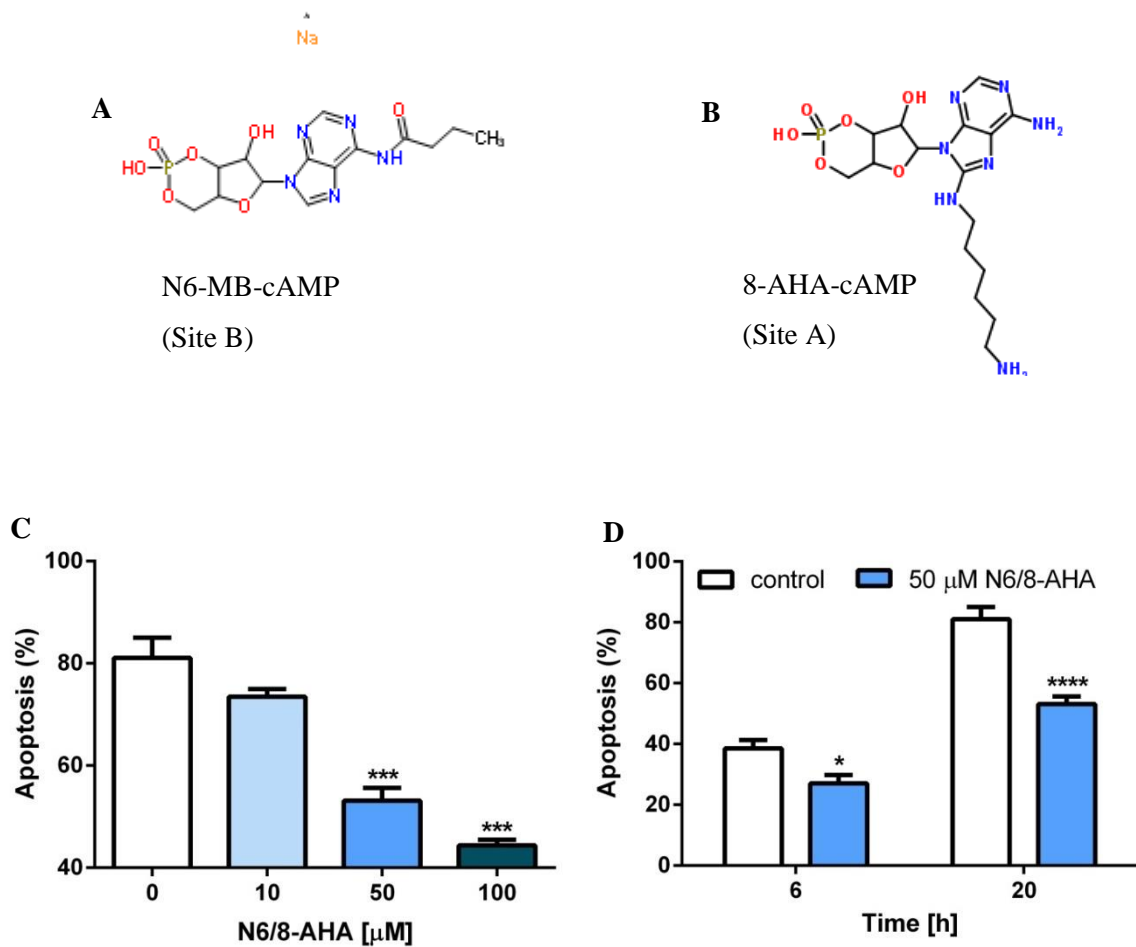 A
Na
O
HO
P
O
O
OH
N
N
N
N
O
NH
O
CH3
N6-MB-cAMP
(Site B)
B
O
HO
P
O
O
OH
O
N
N
N
N
NH2
HN
NH2
8-AHA-cAMP
(Site A)
C
Apoptosis (%)
100
80
60
40
***
***
0 10 50 100
N6/8-AHA [µM]
D
Apoptosis (%)
100
80
60
40
20
0
control 50 µM N6/8-AHA
*
****
6 20
Time [h]